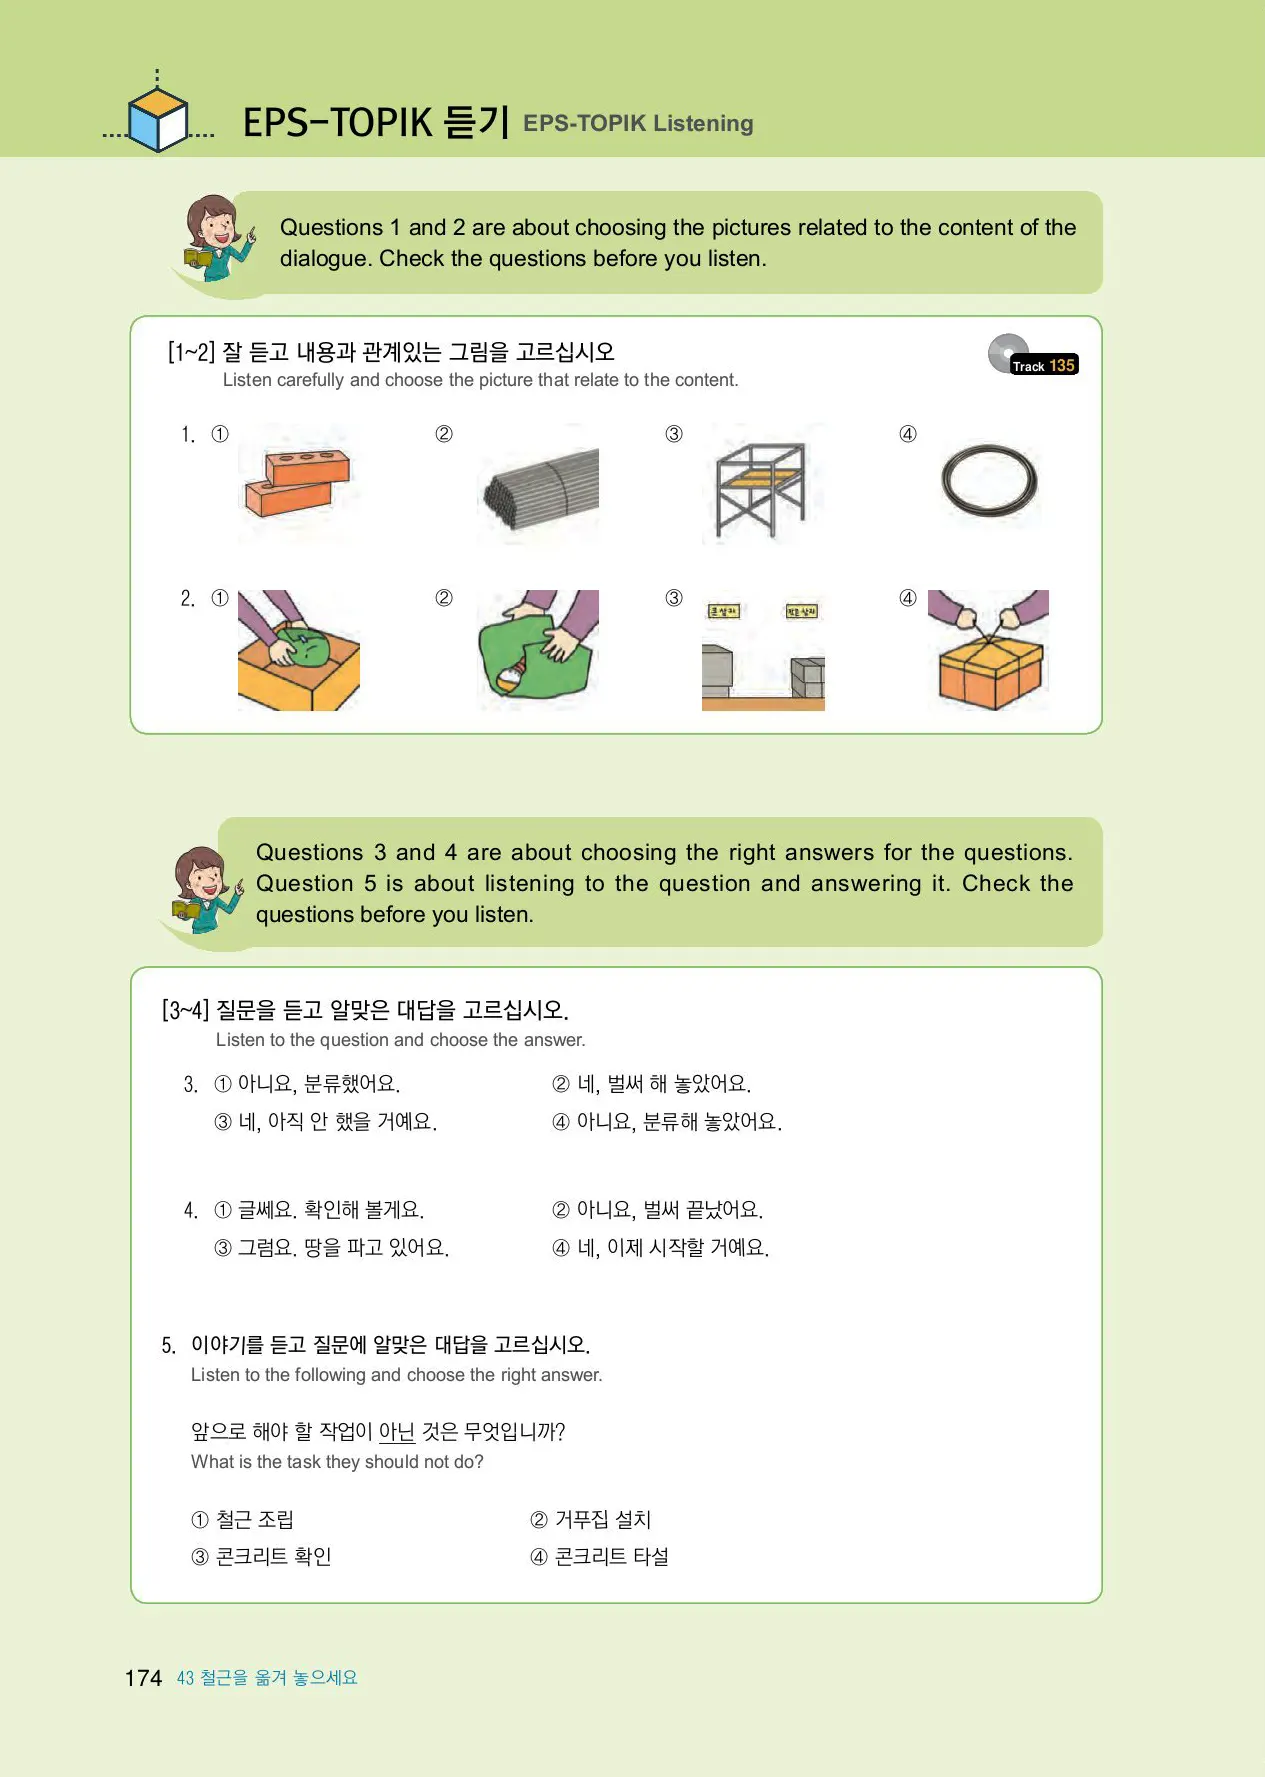 EPS-TOPIK 듣기 EPS-TOPIK Listening
Questions 1 and 2 are about choosing the pictures related to the content of the
dialogue. Check the questions before you listen.
[1~2] 잘 듣고 내용과 관계있는 그림을 고르십시오
Listen carefully and choose the picture that relate to the content.
Track 135
1. ① ② ③ ④
2. ① ② ③ ④
큰 상자 작은 상자
Questions 3 and 4 are about choosing the right answers for the questions.
Question 5 is about listening to the question and answering it. Check the
questions before you listen.
[3~4] 질문을 듣고 알맞은 대답을 고르십시오.
Listen to the question and choose the answer.
3. ① 아니요, 분류했어요. ② 네, 벌써 해 놓았어요.
③ 네, 아직 안 했을 거예요. ④ 아니요, 분류해 놓았어요.
4. ① 글쎄요. 확인해 볼게요. ② 아니요, 벌써 끝났어요.
③ 그럼요. 땅을 파고 있어요. ④ 네, 이제 시작할 거예요.
5. 이야기를 듣고 질문에 알맞은 대답을 고르십시오.
Listen to the following and choose the right answer.
앞으로 해야 할 작업이 아닌 것은 무엇입니까?
What is the task they should not do?
① 철근 조립 ② 거푸집 설치
③ 콘크리트 확인 ④ 콘크리트 타설
174 43 철근을 옮겨 놓으세요